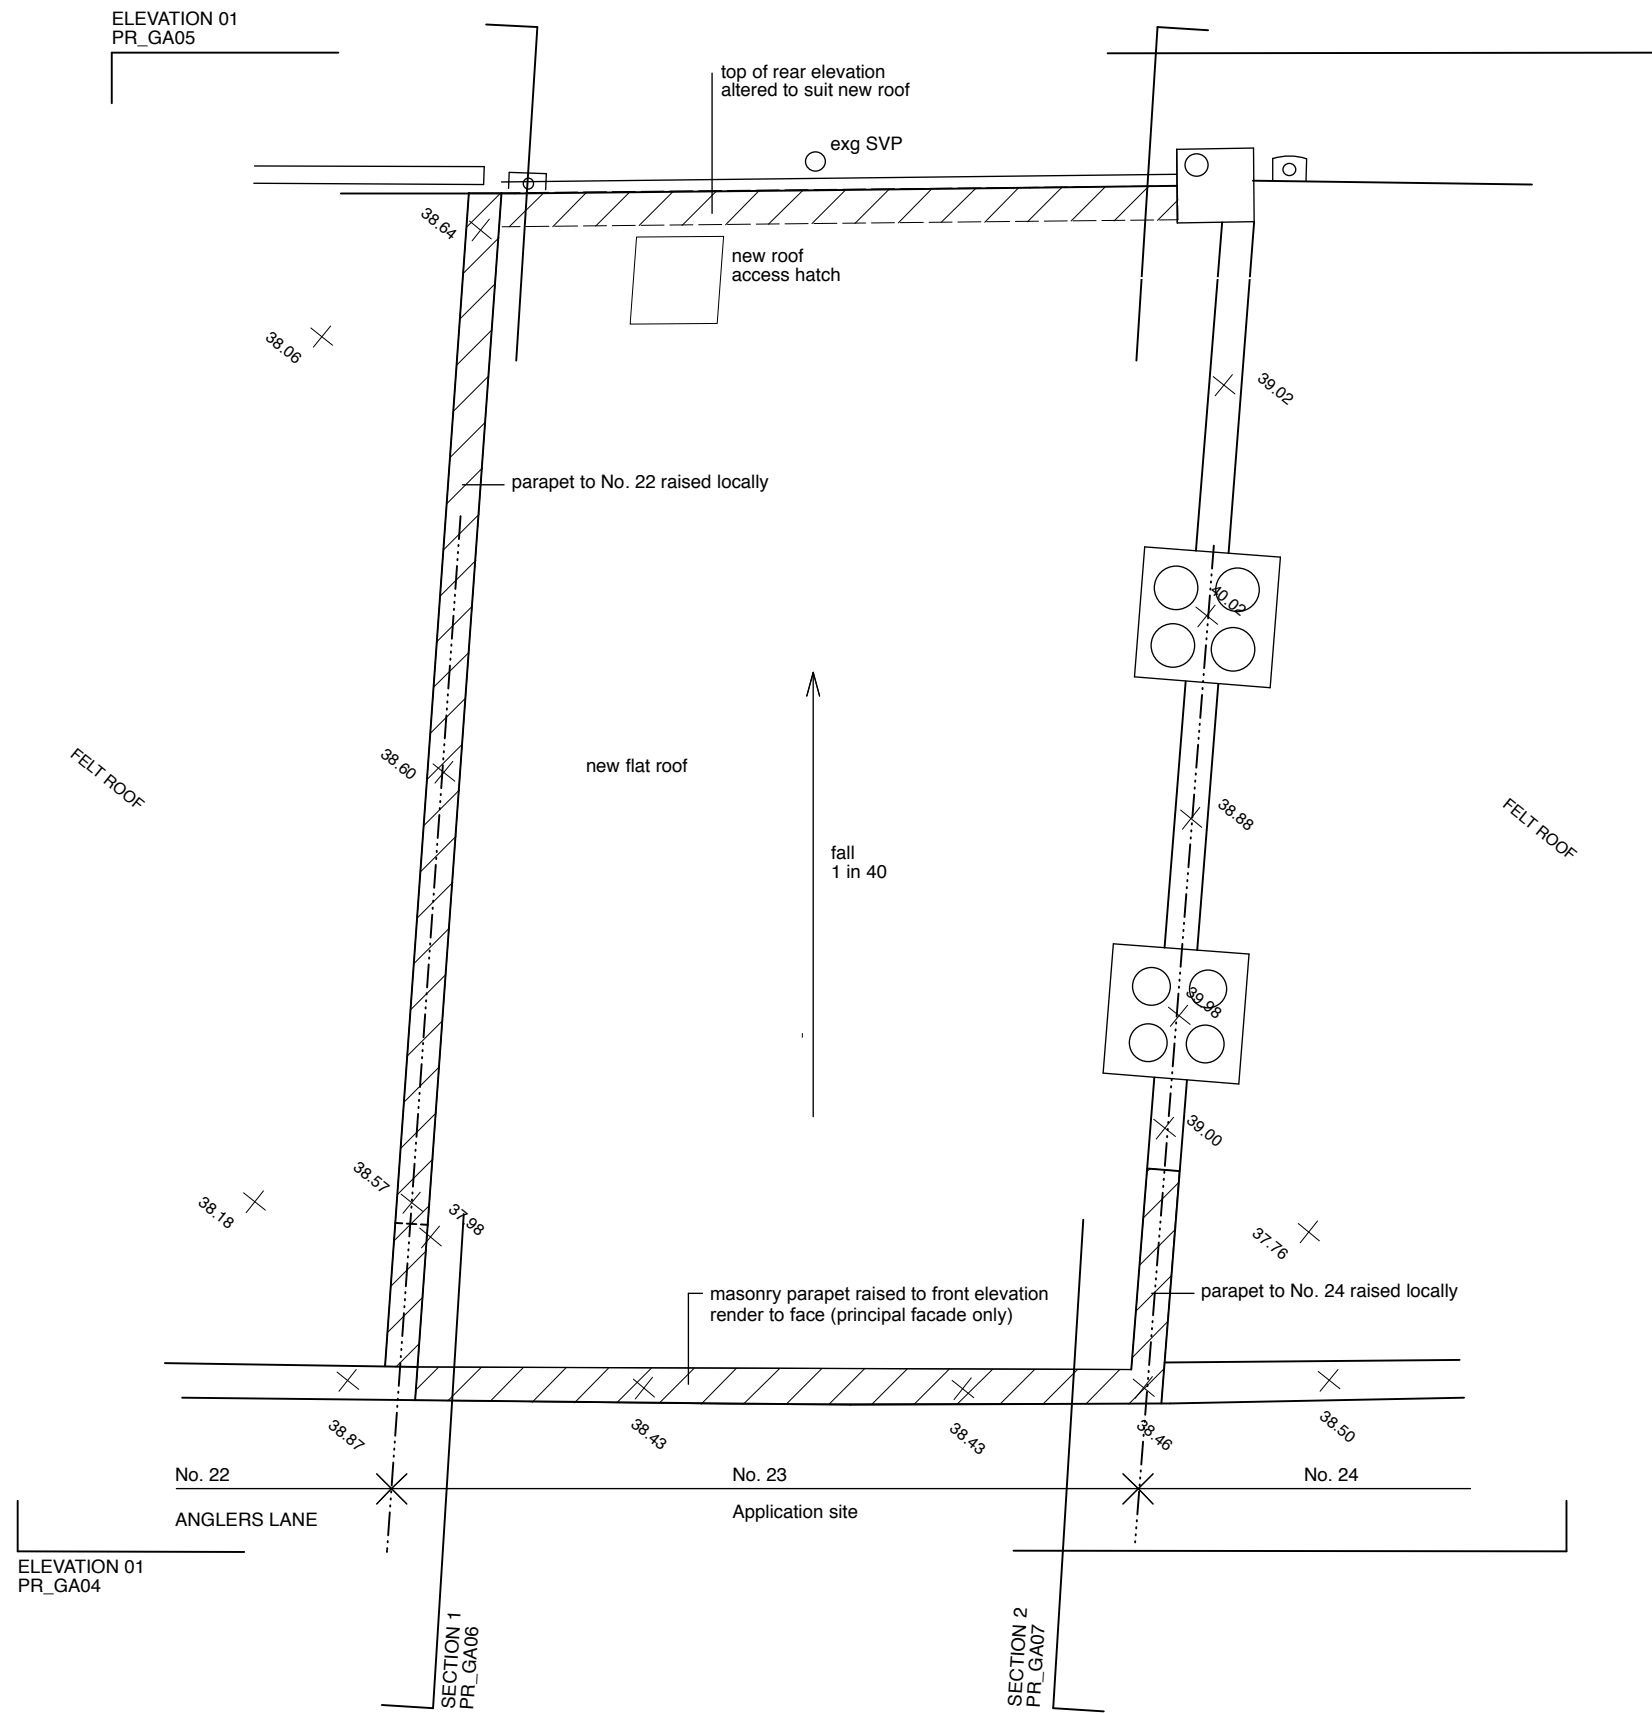 ELEVATION 01
PR_GA05
top of rear elevation
altered to suit new roof
exg SVP
38.64
new roof
access hatch
38.06
39.02
parapet to No. 22 raised locally
40.02
38.60
new flat roof
FELT ROOF
38.88
FELT ROOF
fall
1 in 40
39.98
39.00
38.57
38.18
37.98
37.76
masonry parapet raised to front elevation
render to face (principal facade only)
parapet to No. 24 raised locally
38.87
38.43
38.43
38.46
38.50
No. 22
No. 23
No. 24
ANGLERS LANE
Application site
ELEVATION 01
PR_GA04
SECTION 1
PR_GA06
SECTION 2
PR_GA07